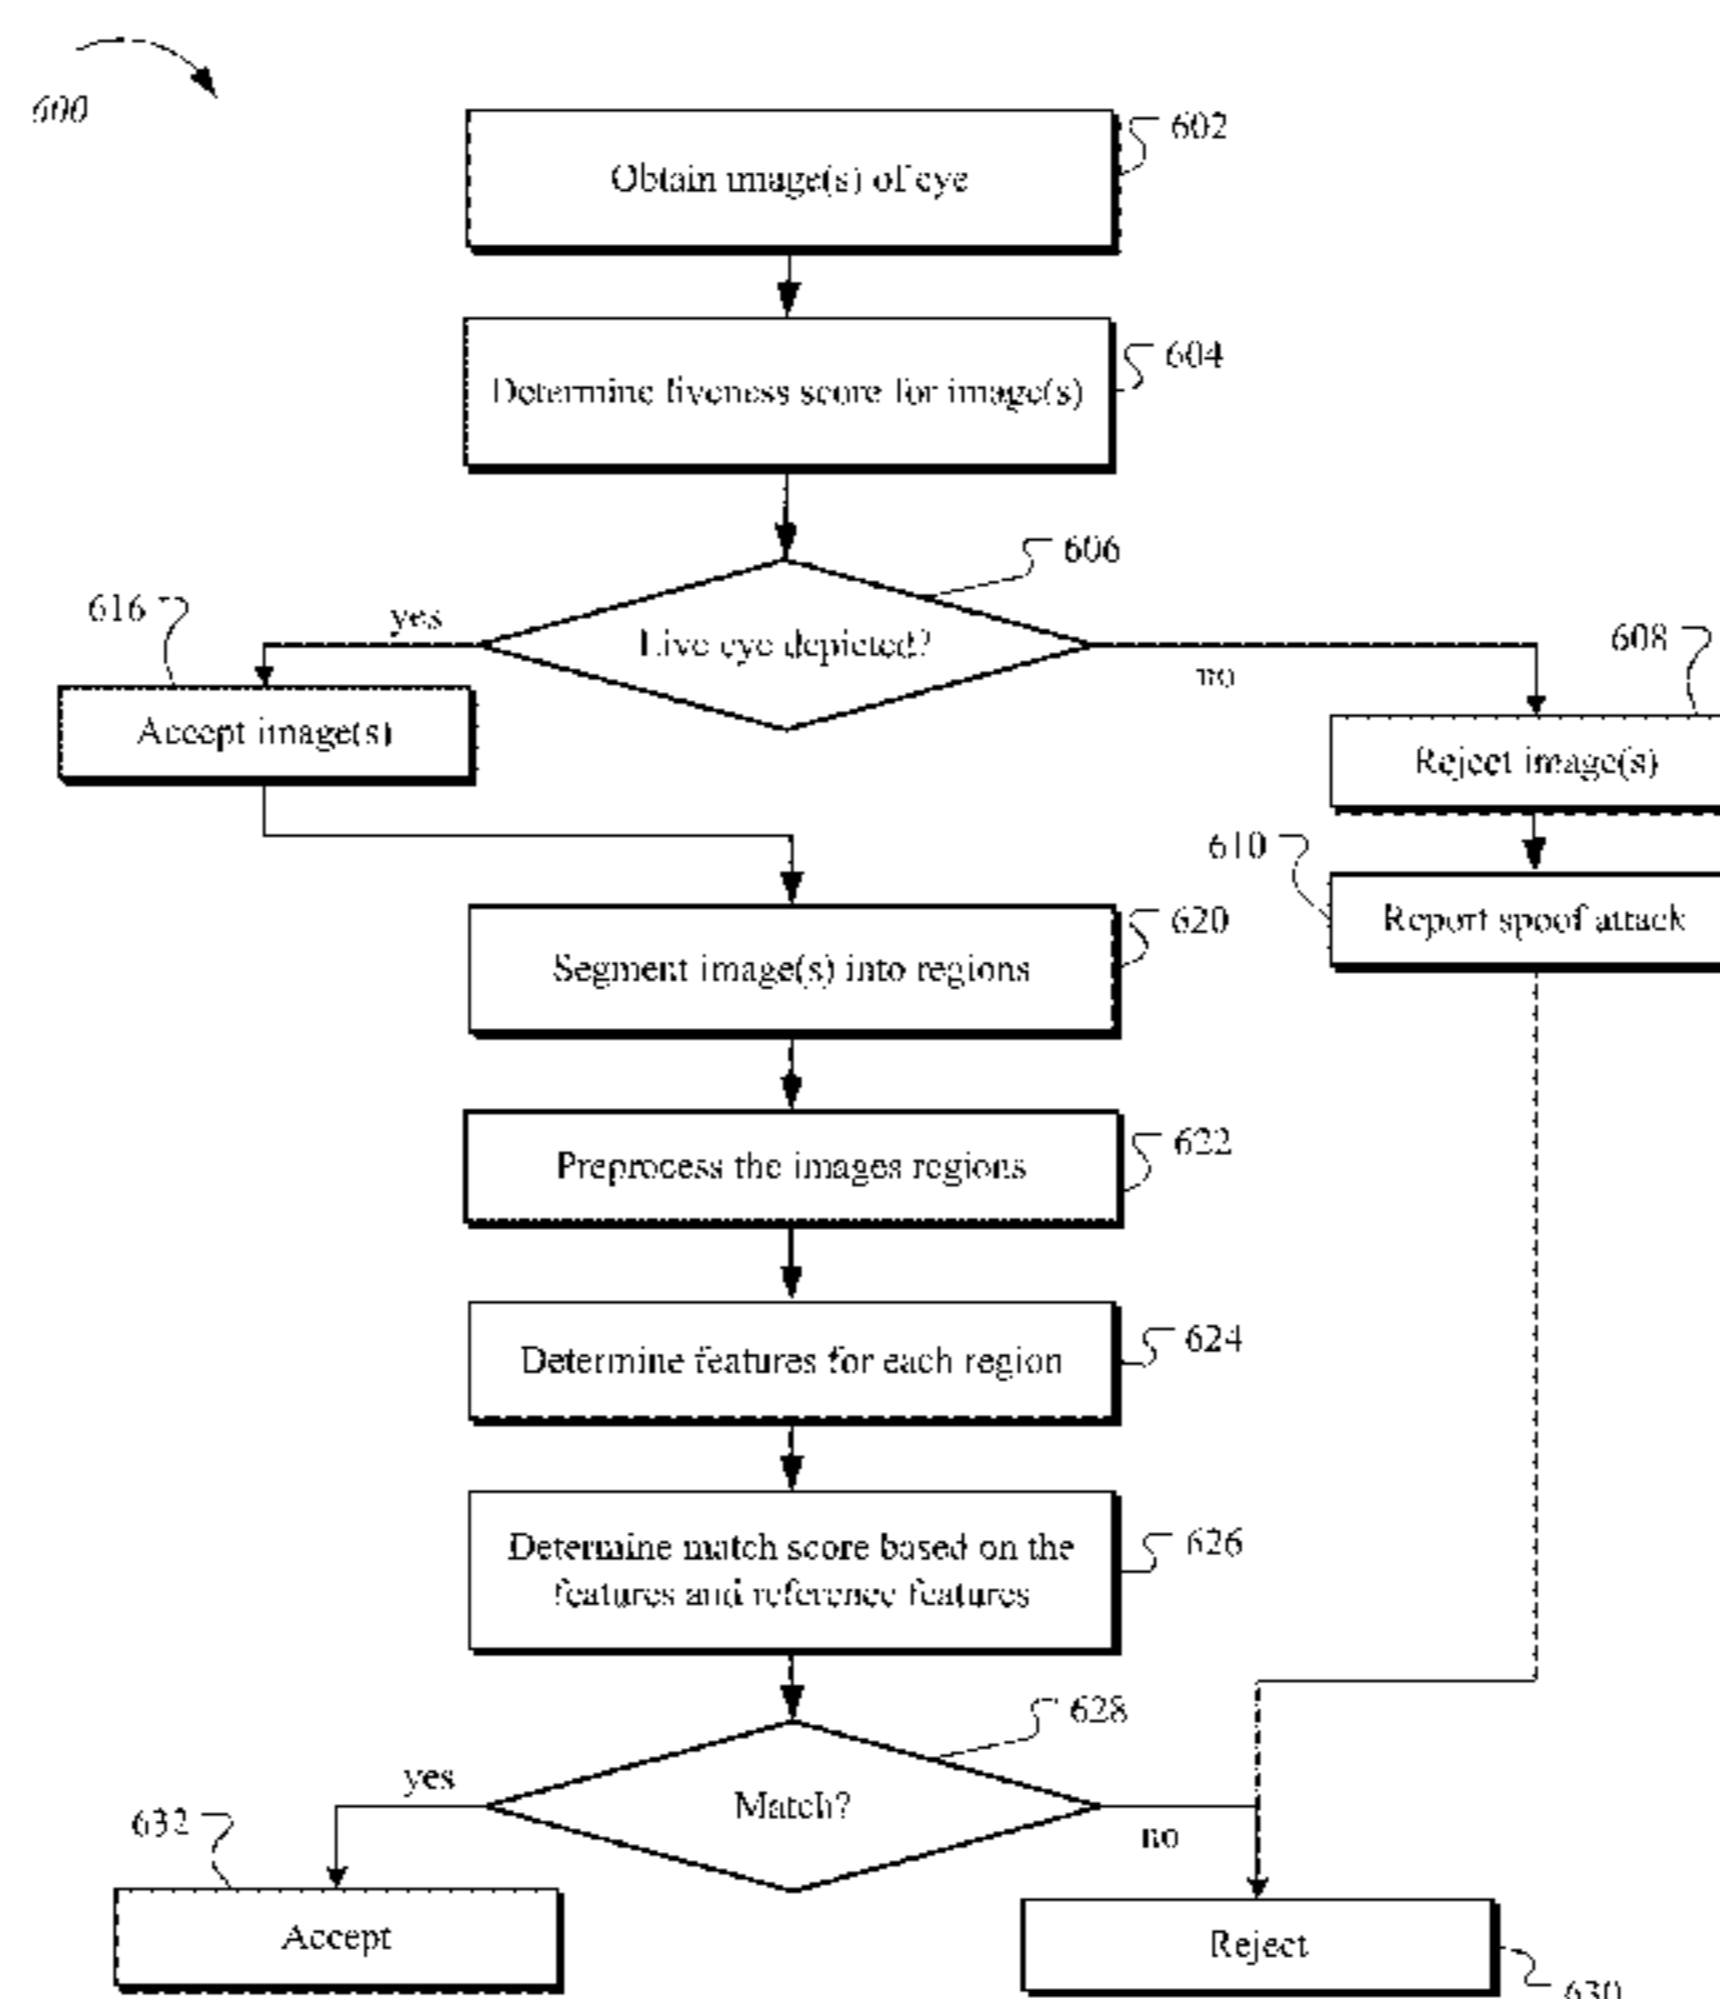 600
602
Obtain image(s) of eye
604
Determine liveness score for image(s)
606
616
yes
Live eye depicted?
608
no
Accept image(s)
Reject image(s)
610
Report spoof attack
620
Segment image(s) into regions
622
Preprocess the images regions
624
Determine features for each region
626
Determine match score based on the
features and reference features
628
yes
Match?
632
no
Accept
Reject
630